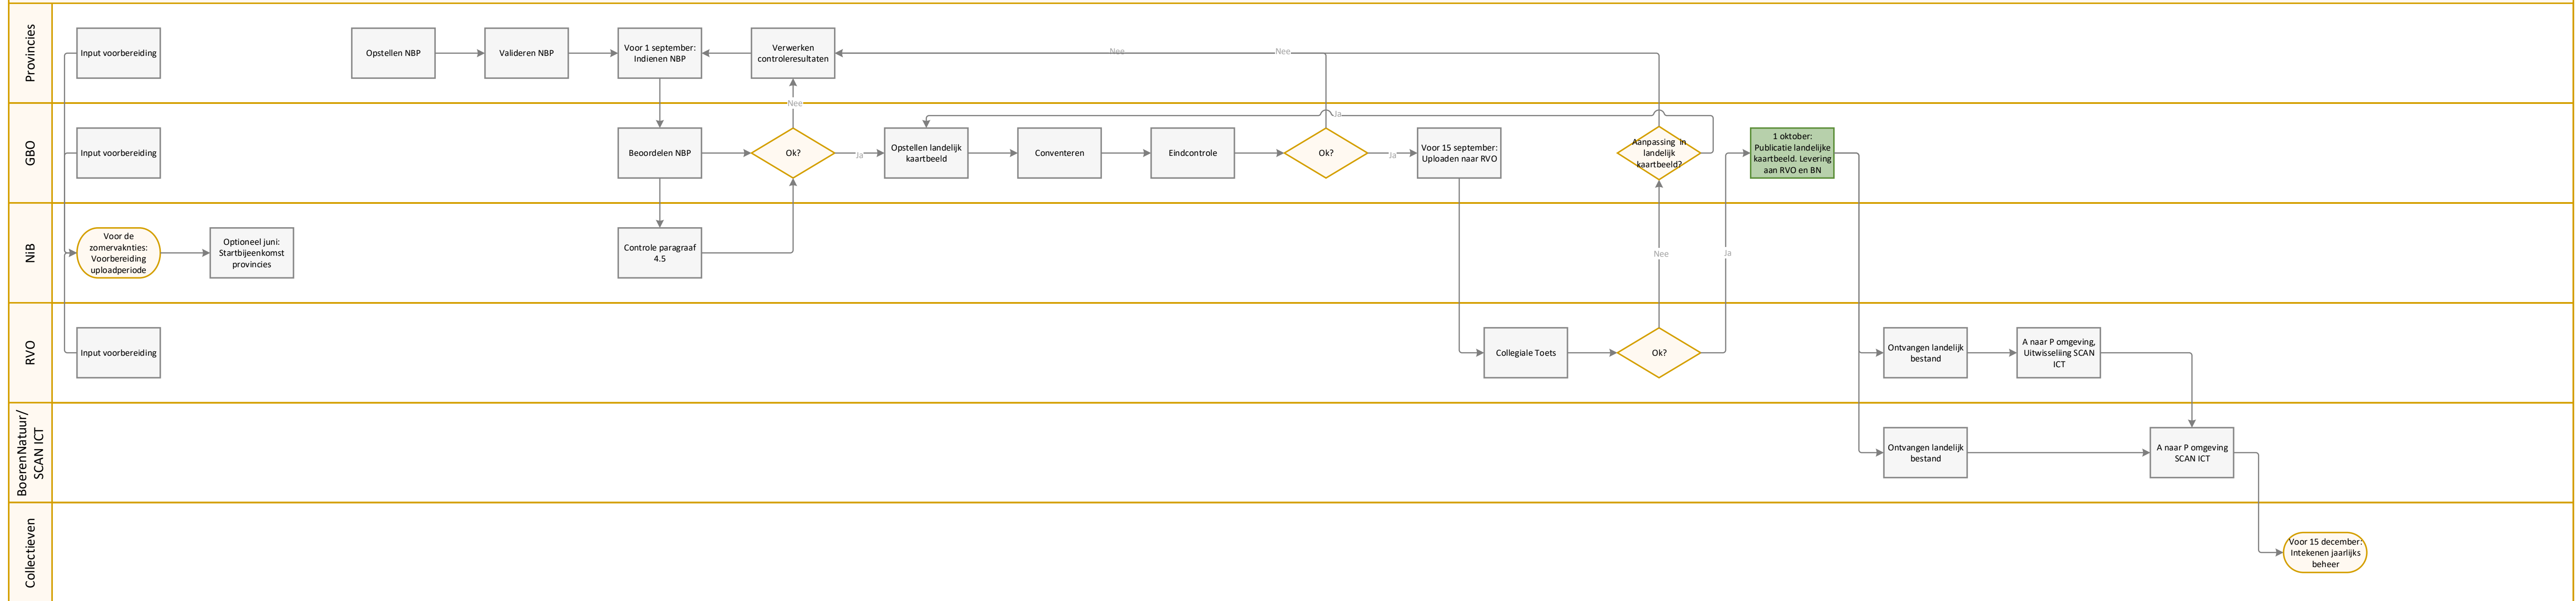 Provincies
Input voorbereiding
Opstellen NBP
Valideren NBP
Voor 1 september:
Indienen NBP
Verwerken
controleresultaten
Nee
Nee
Nee
GBO
Input voorbereiding
Beoordelen NBP
Ok?
Ja
Opstellen landelijk
kaartbeeld
Conventeren
Eindcontrole
Ok?
Ja
Ja
Voor 15 september:
Uploaden naar RVO
Aanpassing in
landelijk
kaartbeeld?
1 oktober:
Publicatie landelijke
kaartbeeld. Levering
aan RVO en BN
NiB
Voor de
zomervaknties:
Voorbereiding
uploadperiode
Optioneel juni:
Startbijeenkomst
provincies
Controle paragraaf
4.5
Nee
Ja
RVO
Input voorbereiding
Collegiale Toets
Ok?
Ontvangen landelijk
bestand
A naar P omgeving,
Uitwisseliing SCAN
ICT
BoerenNatuur/
SCAN ICT
Ontvangen landelijk
bestand
A naar P omgeving
SCAN ICT
Collectieven
Voor 15 december:
Intekenen jaarlijks
beheer